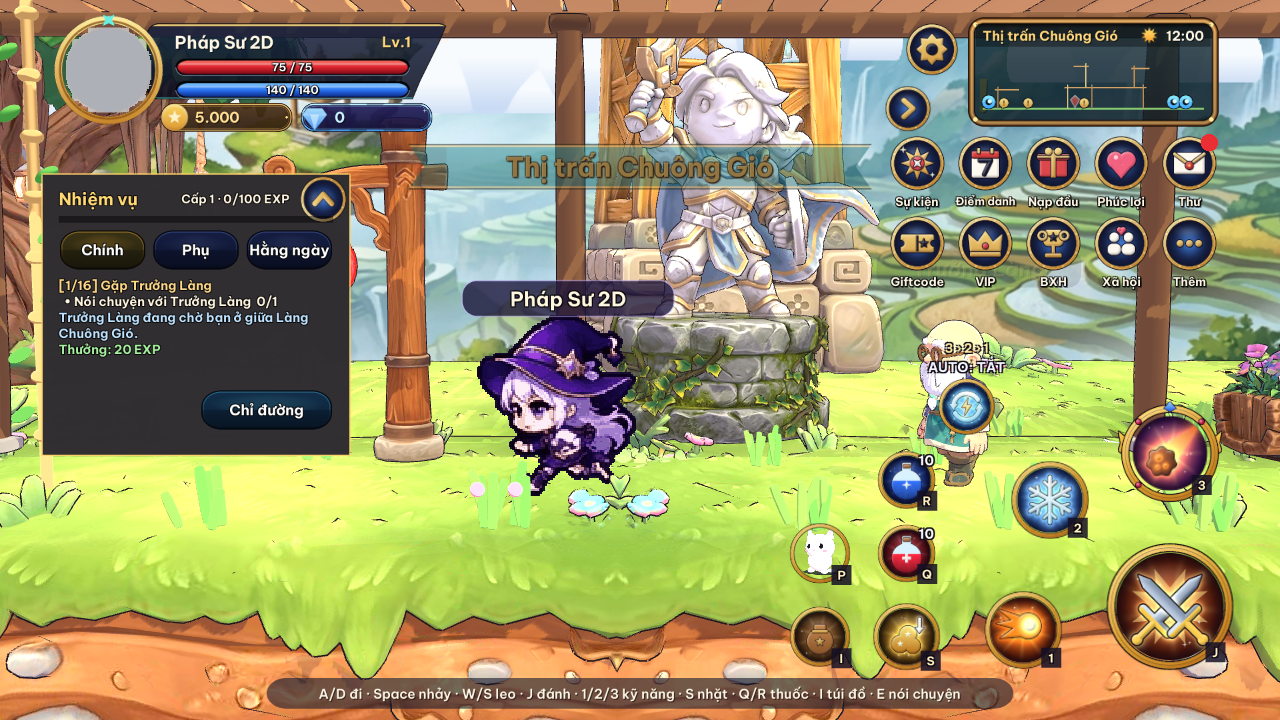 Pháp Sư 2D
Lv.1
75 / 75
140 / 140
5.000
0
Thị trấn Chuông Gió
12:00
Thị trấn Chuông Gió
7
Sự kiện
Điểm danh
Nạp đầu
Phúc lợi
Thư
Giftcode
VIP
BXH
Xã hội
Thêm
Nhiệm vụ
Cấp 1 · 0/100 EXP
Chính
Phụ
Hằng ngày
[1/16] Gặp Trưởng Làng
• Nói chuyện với Trưởng Làng 0/1
Trưởng Làng đang chờ bạn ở giữa Làng
Chuông Gió.
Thưởng: 20 EXP
Chỉ đường
Pháp Sư 2D
3>2>1
AUTO: TẮT
10
R
3
2
10
Q
P
I
S
1
J
A/D đi · Space nhảy · W/S leo · J đánh · 1/2/3 kỹ năng · S nhặt · Q/R thuốc · I túi đồ · E nói chuyện